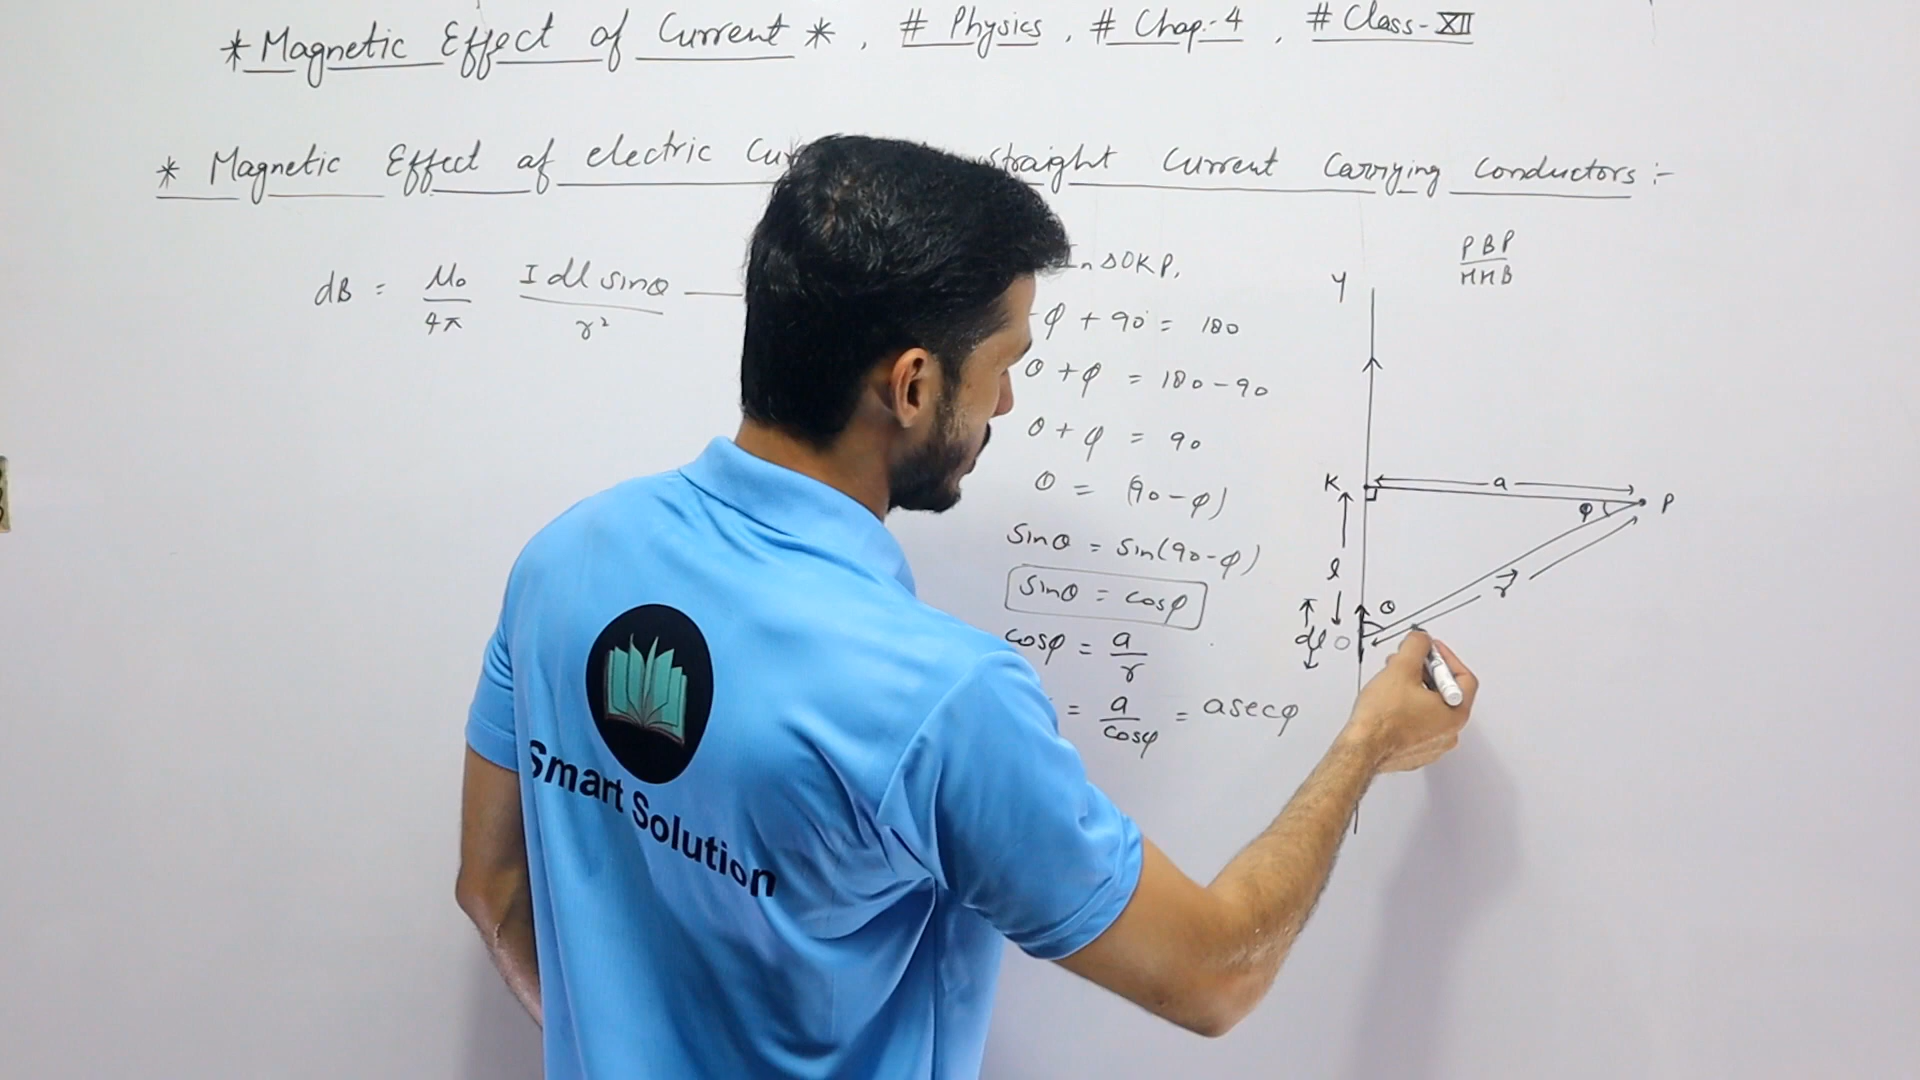 * Magnetic Effect of Current *, # Physics, # Chap:-4, # Class-XII
* Magnetic Effect of electric Cu straight Current Carrying Conductors :-
dB = μ₀/4π I dl sinθ/r²
In ΔOKP,
φ + 90° = 180
θ + φ = 180 - 90
θ + φ = 90
θ = (90 - φ)
sinθ = sin(90-φ)
sinθ = cosφ
cosφ = a/r
= a/cosφ = a secφ
PBP/HHB
Y
K a P
φ
l
r
θ
dl O
Smart Solution